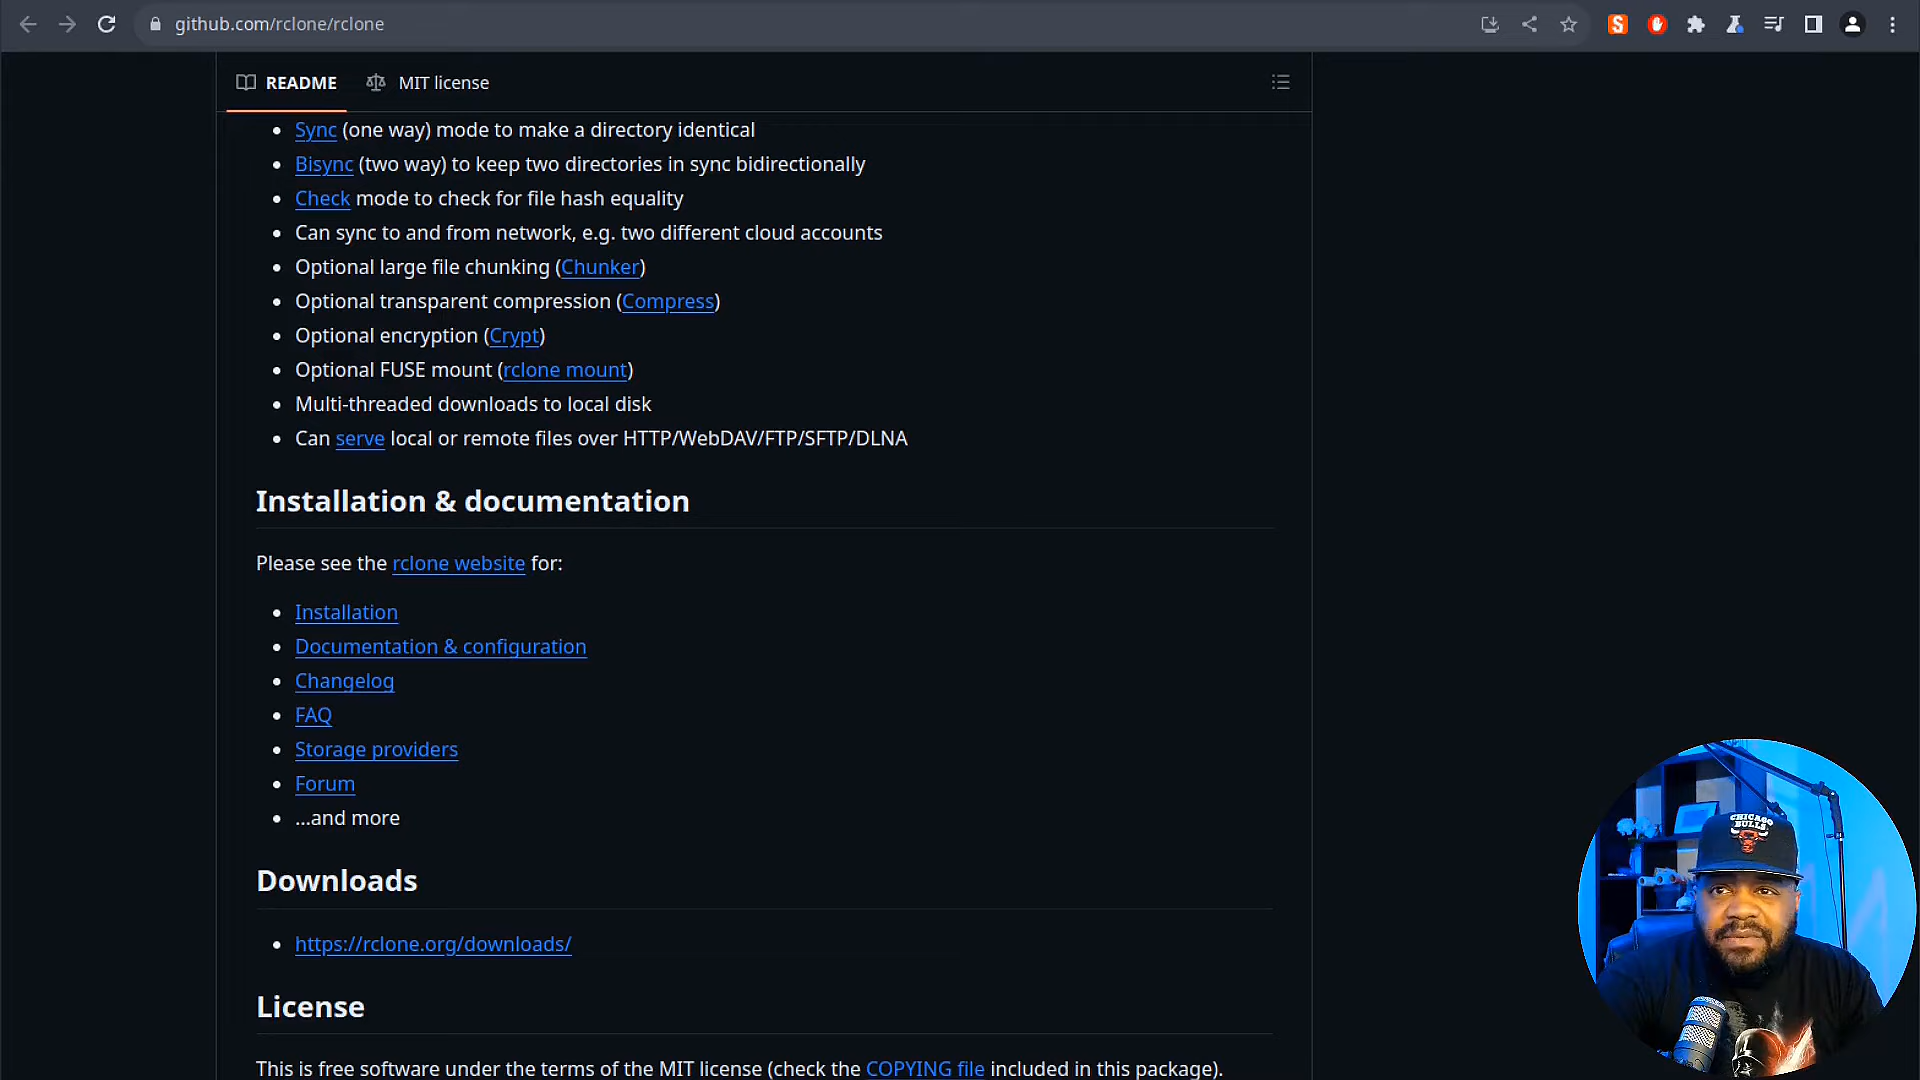 github.com/rclone/rclone
README
MIT license
Sync (one way) mode to make a directory identical
Bisync (two way) to keep two directories in sync bidirectionally
Check mode to check for file hash equality
Can sync to and from network, e.g. two different cloud accounts
Optional large file chunking (Chunker)
Optional transparent compression (Compress)
Optional encryption (Crypt)
Optional FUSE mount (rclone mount)
Multi-threaded downloads to local disk
Can serve local or remote files over HTTP/WebDAV/FTP/SFTP/DLNA
Installation & documentation
Please see the rclone website for:
Installation
Documentation & configuration
Changelog
FAQ
Storage providers
Forum
...and more
Downloads
https://rclone.org/downloads/
License
This is free software under the terms of the MIT license (check the COPYING file included in this package).
CHICAGO
BULLS